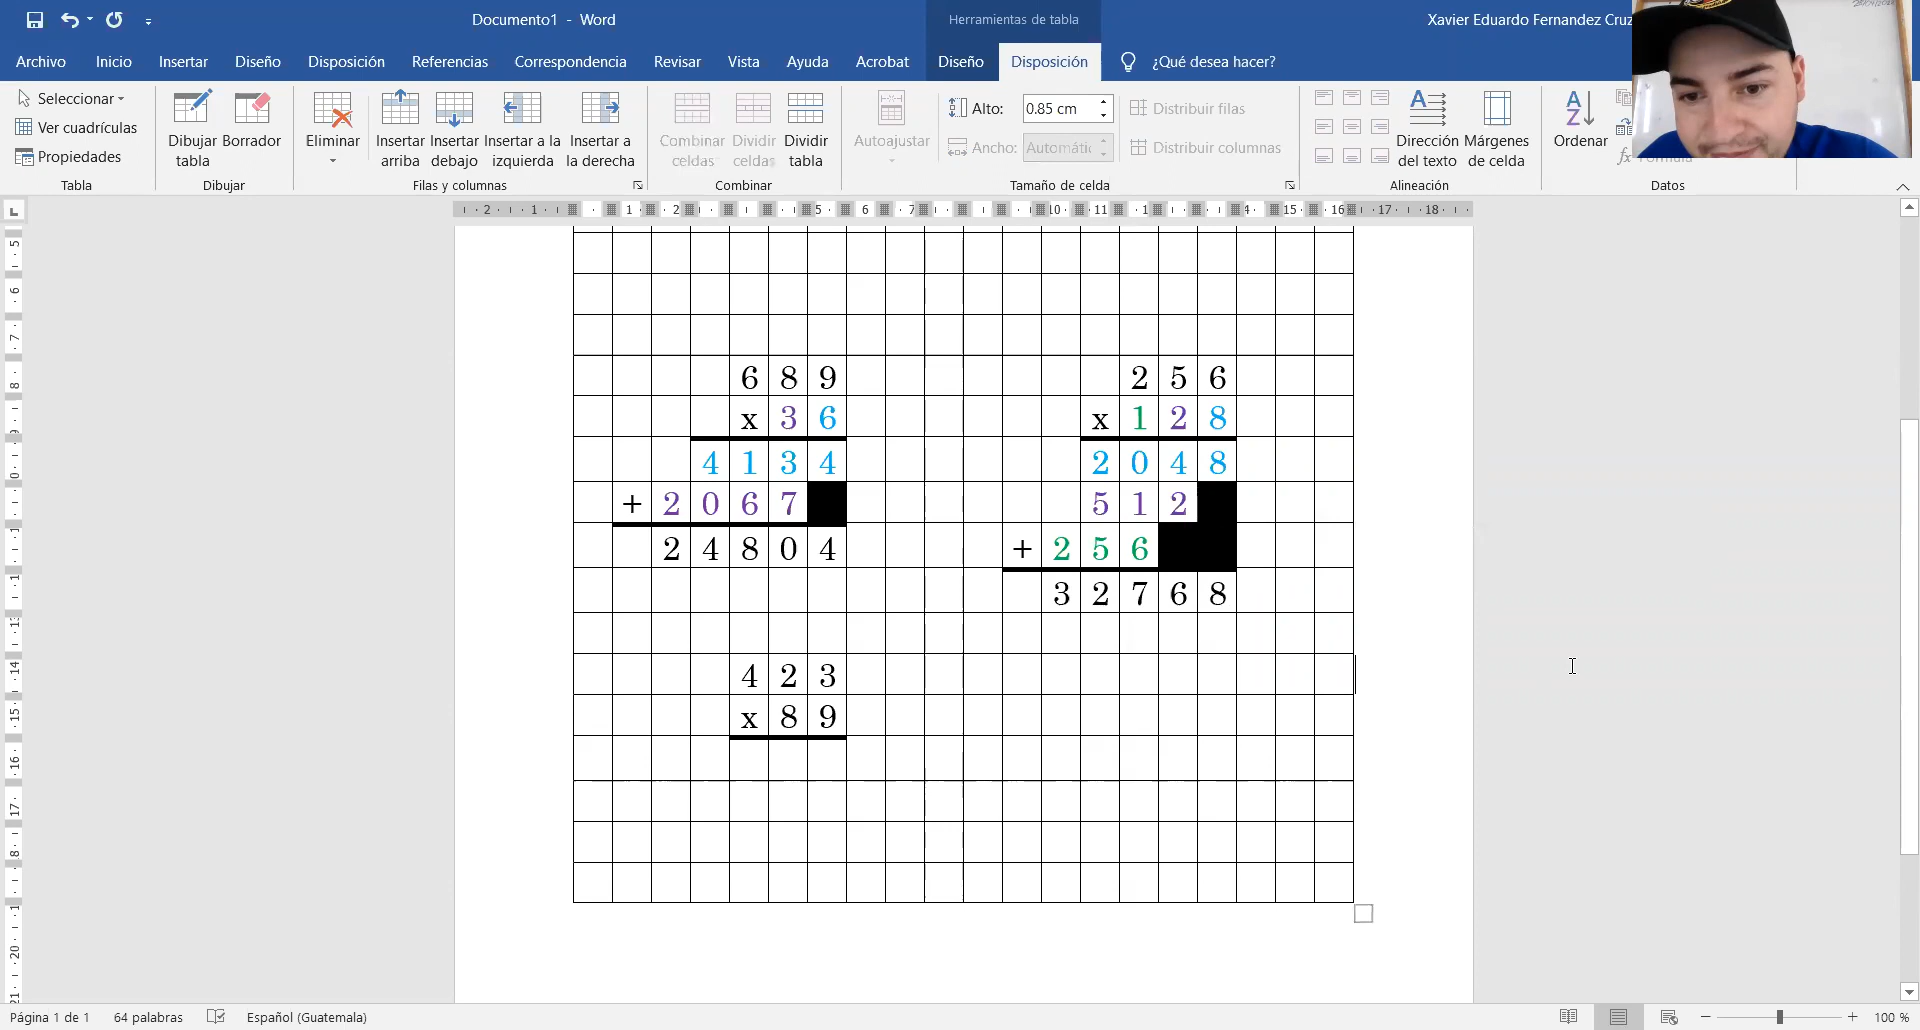 Documento1 - Word
Herramientas de tabla
Xavier Eduardo Fernandez Cruz
Archivo Inicio Insertar Diseño Disposición Referencias Correspondencia Revisar Vista Ayuda Acrobat Diseño Disposición ¿Qué desea hacer?
Seleccionar
Ver cuadrículas
Propiedades
Tabla
Dibujar tabla
Borrador
Dibujar
Eliminar
Insertar arriba
Insertar debajo
Insertar a la izquierda
Insertar a la derecha
Filas y columnas
Combinar celdas
Dividir celdas
Dividir tabla
Combinar
Autoajustar
Alto: 0.85 cm
Ancho: Automátic
Distribuir filas
Distribuir columnas
Tamaño de celda
Dirección del texto
Márgenes de celda
Alineación
Ordenar
Datos
6 8 9
x 3 6
4 1 3 4
+ 2 0 6 7
2 4 8 0 4
2 5 6
x 1 2 8
2 0 4 8
5 1 2
+ 2 5 6
3 2 7 6 8
4 2 3
x 8 9
Página 1 de 1 64 palabras Español (Guatemala) 100 %